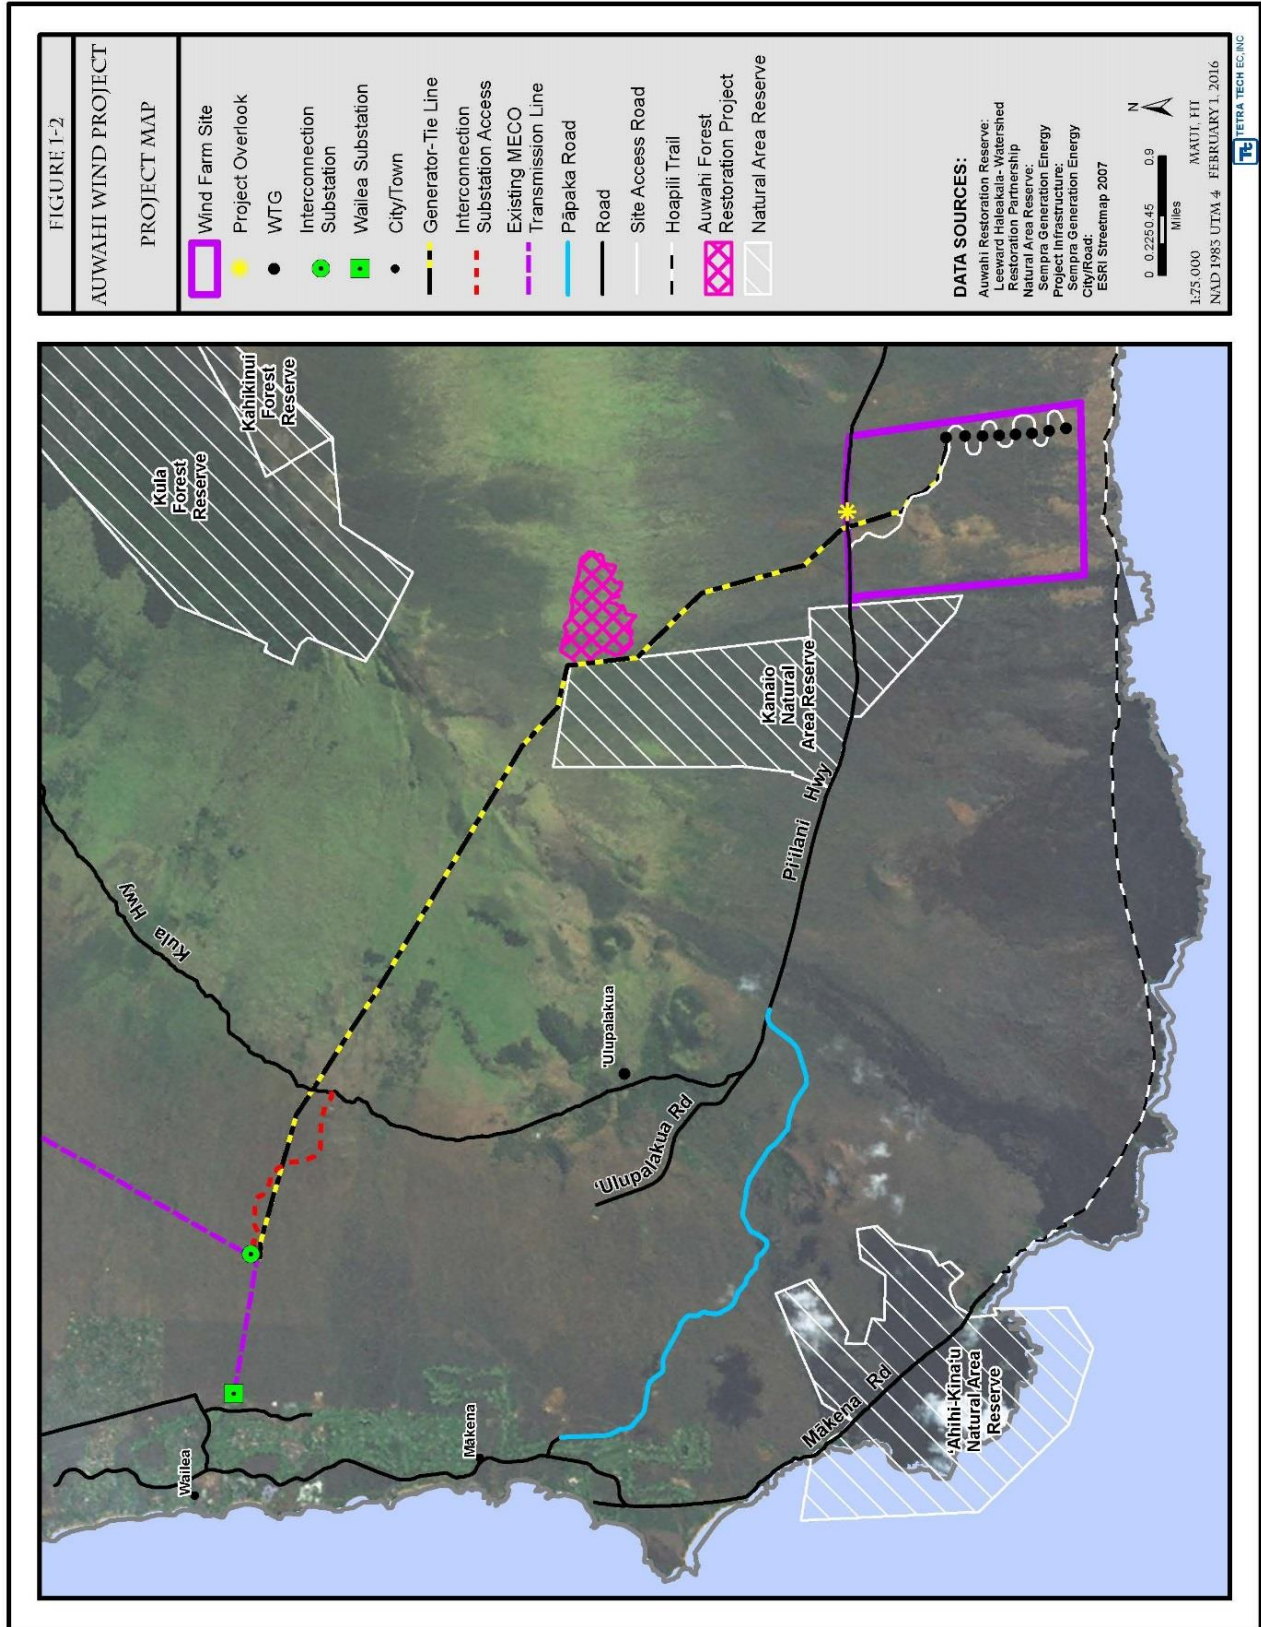 FIGURE 1-2
AUWAHI WIND PROJECT
PROJECT MAP
Wind Farm Site
Project Overlook
WTG
Interconnection
Substation
Wailea Substation
City/Town
Generator-Tie Line
Interconnection
Substation Access
Existing MECO
Transmission Line
Pāpaka Road
Road
Site Access Road
Hoapili Trail
Auwahi Forest
Restoration Project
Natural Area Reserve
DATA SOURCES:
Auwahi Restoration Reserve:
Leeward Haleakala- Watershed
Restoration Partnership
Natural Area Reserve:
Sempra Generation Energy
Project Infrastructure:
Sempra Generation Energy
City/Road:
ESRI Streetmap 2007
N
0 0.2250.45 0.9
Miles
1:75,000 MAUI, HI
NAD 1983 UTM 4 FEBRUARY 1, 2016
Tt TETRA TECH EC, INC
Kula
Forest
Reserve
Kahikinui
Forest
Reserve
Kula Hwy
Wailea
Makena
'Ulupalakua
'Ulupalakua Rd
Pi'ilani Hwy
Kanaio
Natural
Area Reserve
Mākena Rd
'Ahihi-Kina'u
Natural Area
Reserve